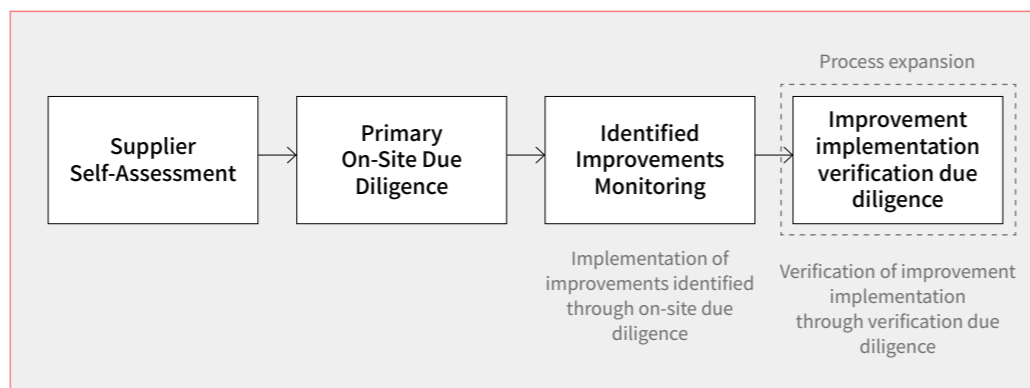 Process expansion
Supplier
Self-Assessment
Primary
On-Site Due
Diligence
Identified
Improvements
Monitoring
Improvement
implementation
verification due
diligence
Implementation of
improvements identified
through on-site due
diligence
Verification of improvement
implementation
through verification due
diligence